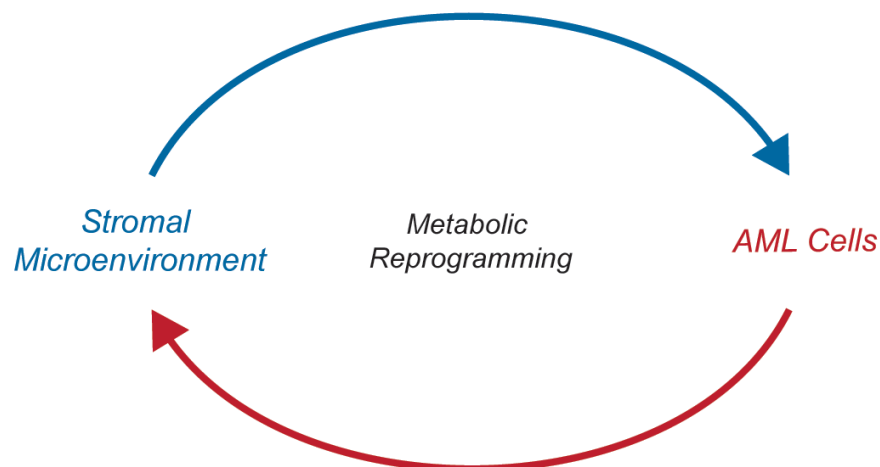 Stromal
Microenvironment
Metabolic
Reprogramming
AML Cells